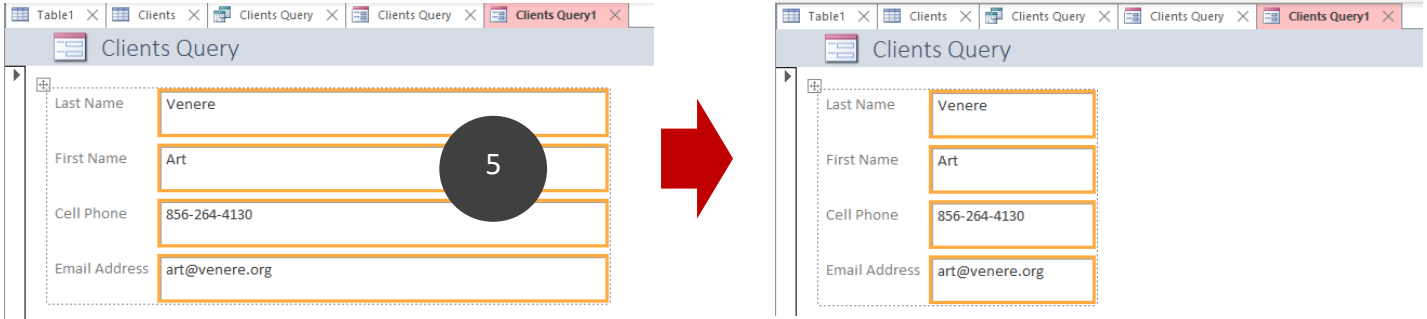 Table1 Clients Clients Query Clients Query Clients Query1
Clients Query
Last Name Venere
First Name Art
5
Cell Phone 856-264-4130
Email Address art@venere.org
Table1 Clients Clients Query Clients Query Clients Query1
Clients Query
Last Name Venere
First Name Art
Cell Phone 856-264-4130
Email Address art@venere.org